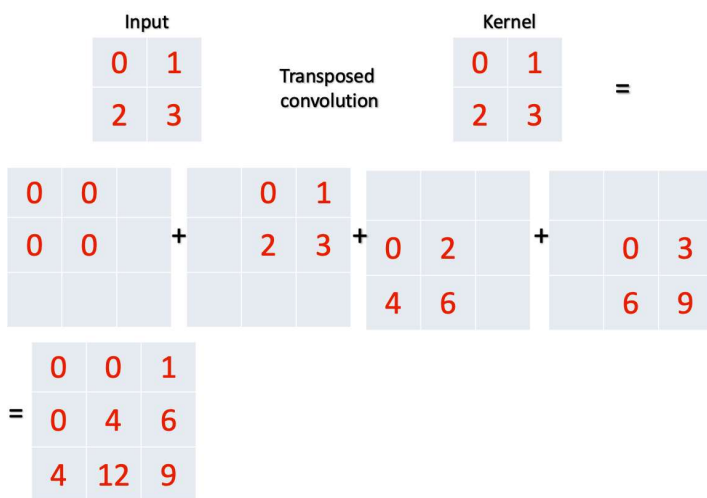 Input Kernel
0 1 Transposed convolution 0 1 =
2 3 2 3
0 0 0 1
0 0 + 2 3 + 0 2 + 0 3
4 6 6 9
0 0 1
= 0 4 6
4 12 9